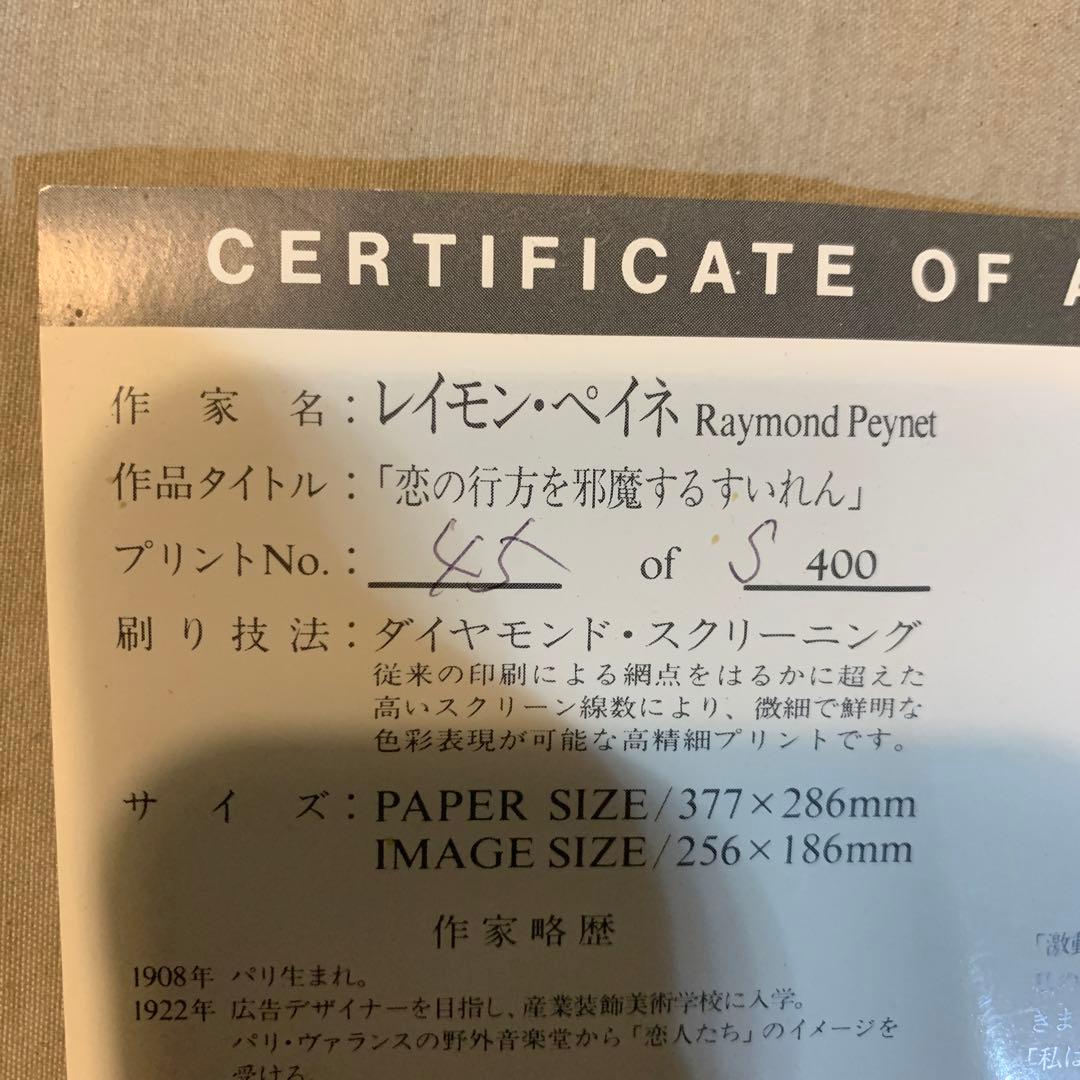 CERTIFICATE OF A
作家名：レイモン・ペイネ Raymond Peynet
作品タイトル：「恋の行方を邪魔するすいれん」
プリントNo.： 45 of S 400
刷り技法：ダイヤモンド・スクリーニング
従来の印刷による網点をはるかに超えた
高いスクリーン線数により、微細で鮮明な
色彩表現が可能な高精細プリントです。
サイズ：PAPER SIZE/377×286mm
IMAGE SIZE/256×186mm
作家略歴
1908年 パリ生まれ。
1922年 広告デザイナーを目指し、産業装飾美術学校に入学。
パリ・ヴァランスの野外音楽堂から「恋人たち」のイメージを
受ける。
「激動
きま
「私は